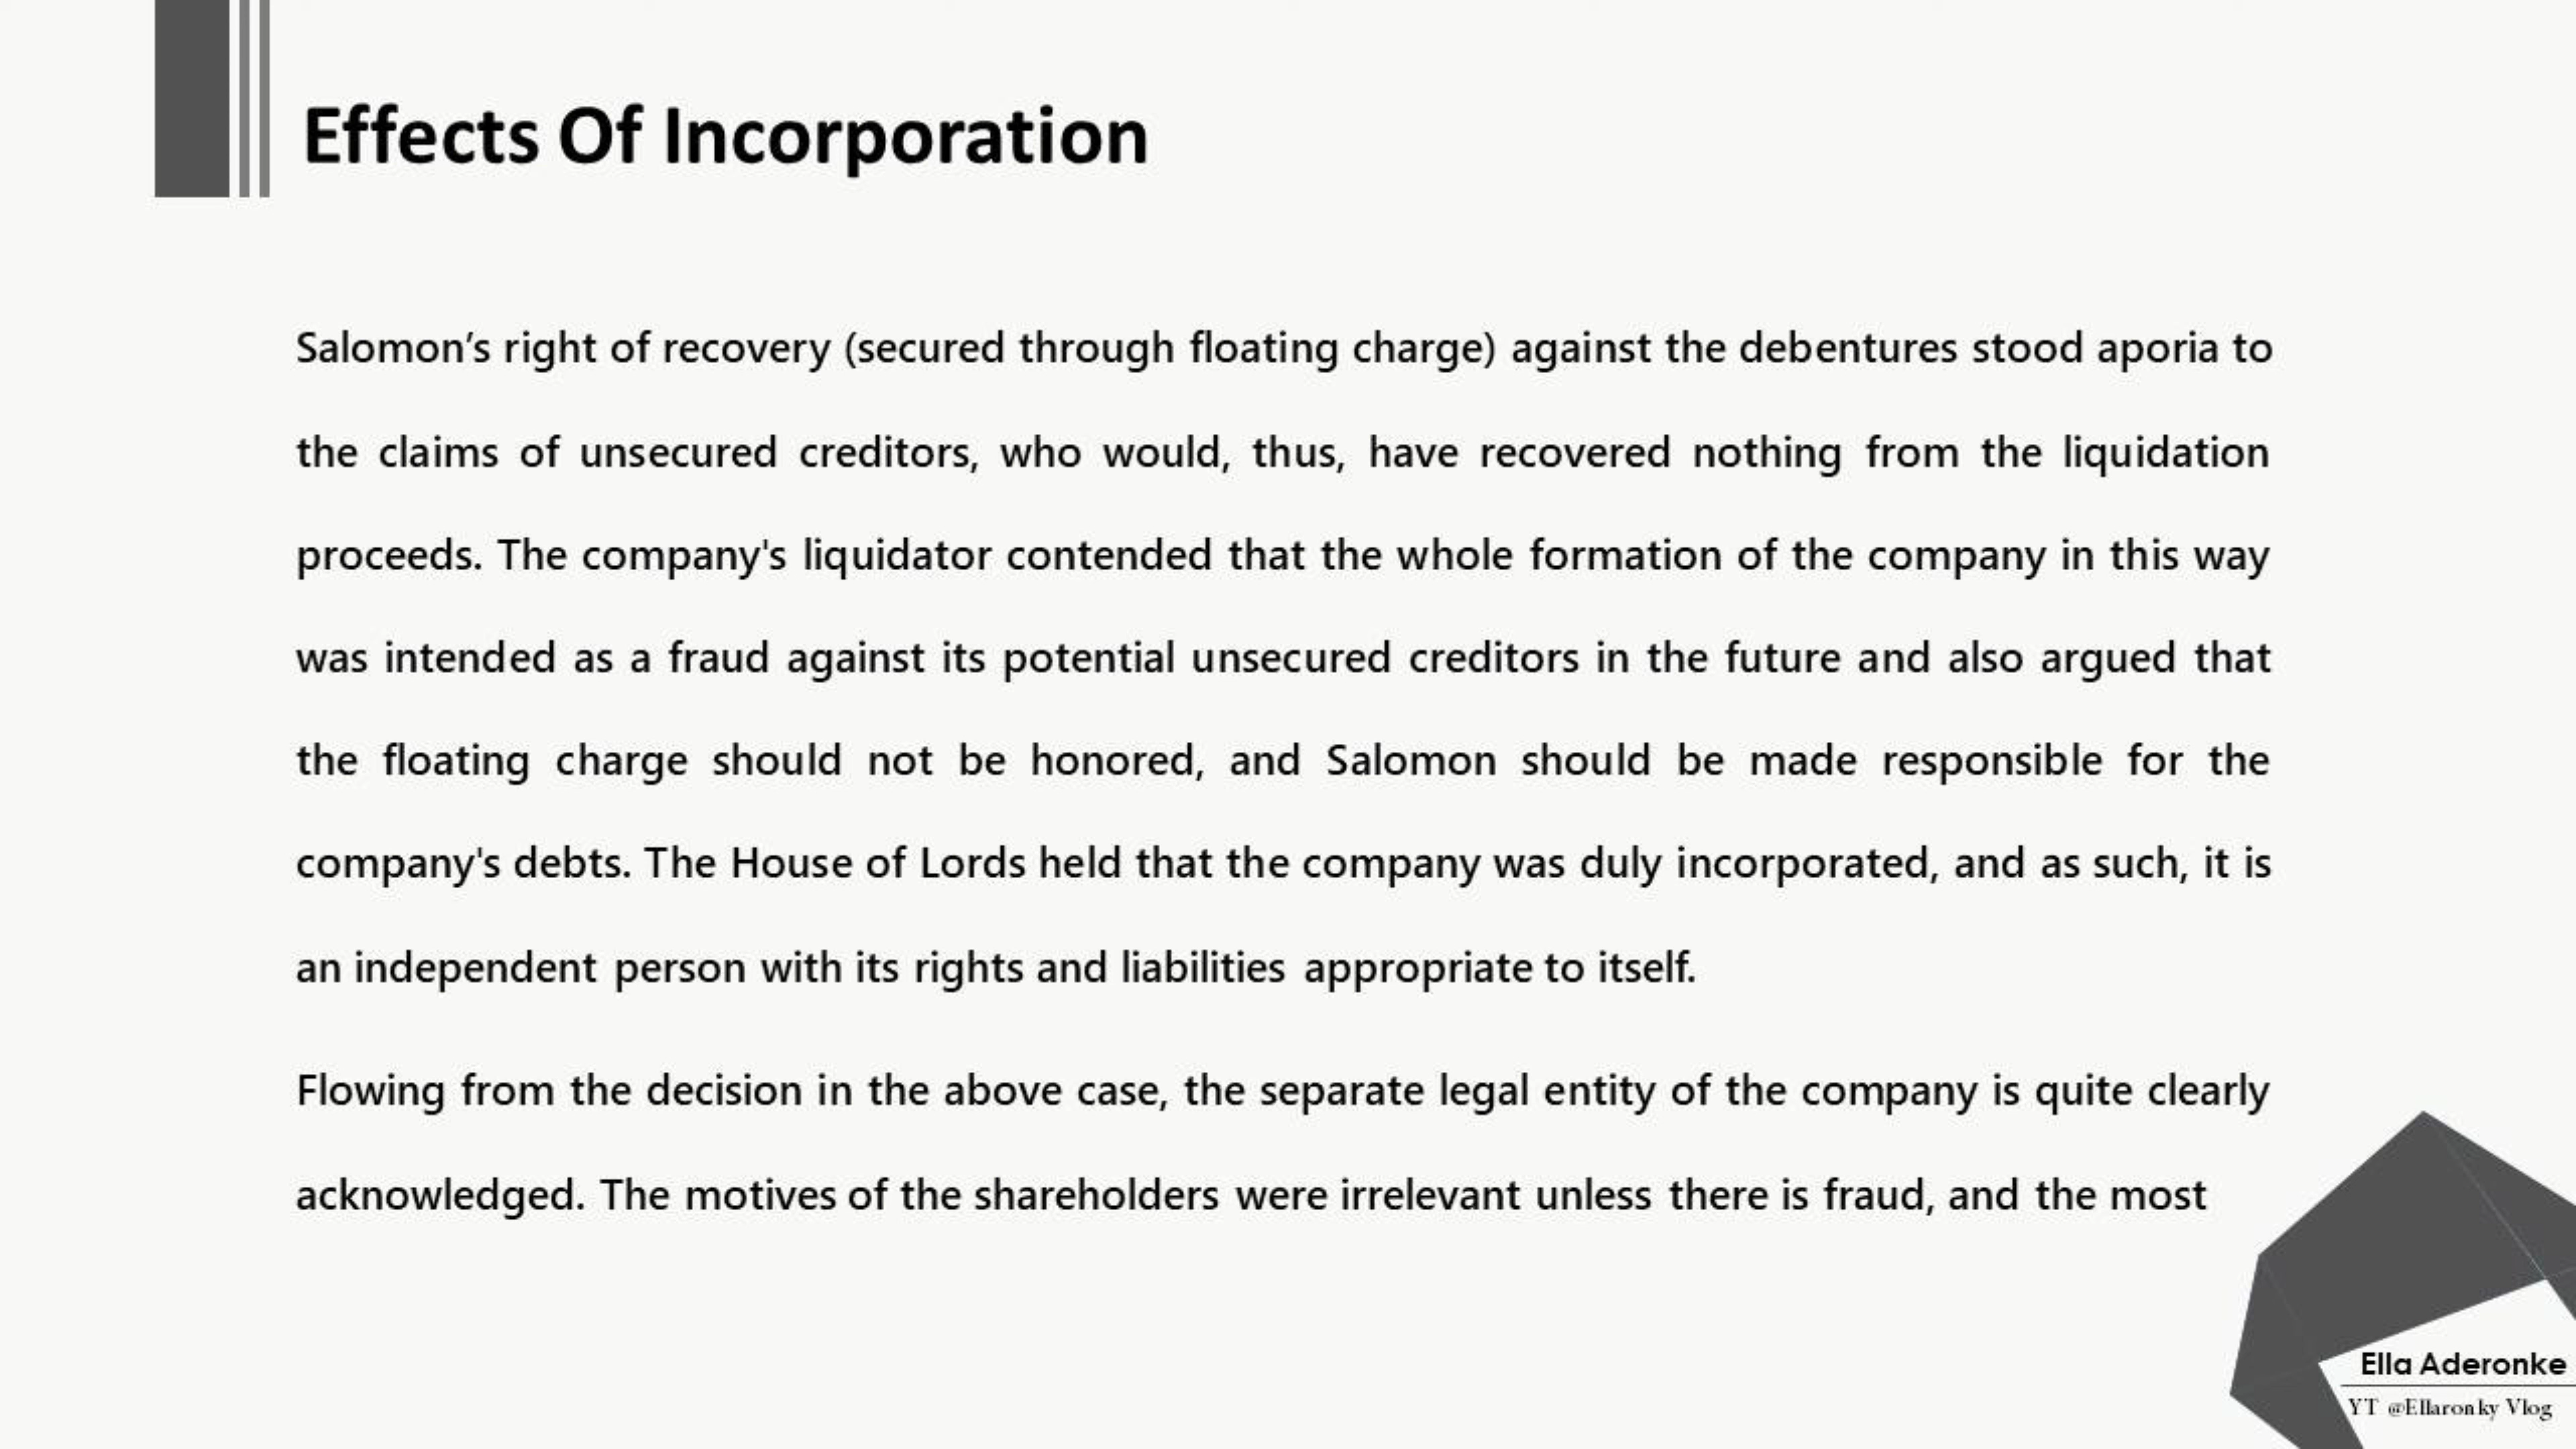 Effects Of Incorporation
Salomon’s right of recovery (secured through floating charge) against the debentures stood aporia to
the claims of unsecured creditors, who would, thus, have recovered nothing from the liquidation
proceeds. The company's liquidator contended that the whole formation of the company in this way
was intended as a fraud against its potential unsecured creditors in the future and also argued that
the floating charge should not be honored, and Salomon should be made responsible for the
company's debts. The House of Lords held that the company was duly incorporated, and as such, it is
an independent person with its rights and liabilities appropriate to itself.
Flowing from the decision in the above case, the separate legal entity of the company is quite clearly
acknowledged. The motives of the shareholders were irrelevant unless there is fraud, and the most
Ella Aderonke
YT @Ellaronky Vlog